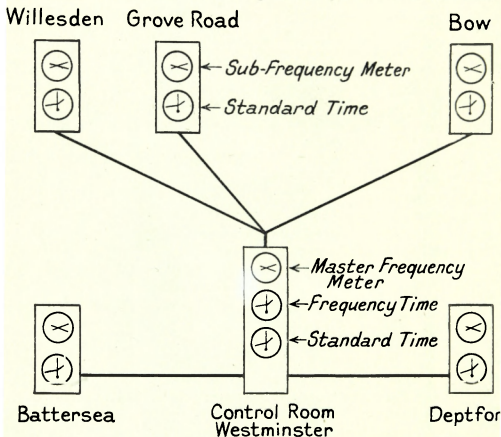 Willesden
Grove Road
Bow
Sub-Frequency Meter
Standard Time
Master Frequency
Meter
Frequency Time
Standard Time
Battersea
Control Room
Westminster
Deptfor